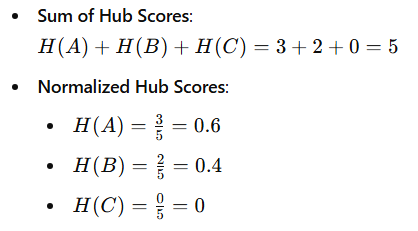 • Sum of Hub Scores:
H(A) + H(B) + H(C) = 3 + 2 + 0 = 5
• Normalized Hub Scores:
• H(A) = 3/5 = 0.6
• H(B) = 2/5 = 0.4
• H(C) = 0/5 = 0